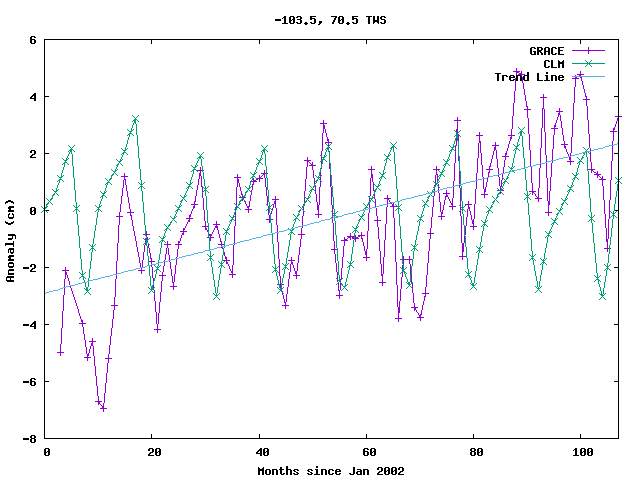 -103.5, 70.5 TWS
GRACE
CLM
Trend Line
6
4
2
0
-2
-4
-6
-8
Anomaly (cm)
0 20 40 60 80 100
Months since Jan 2002